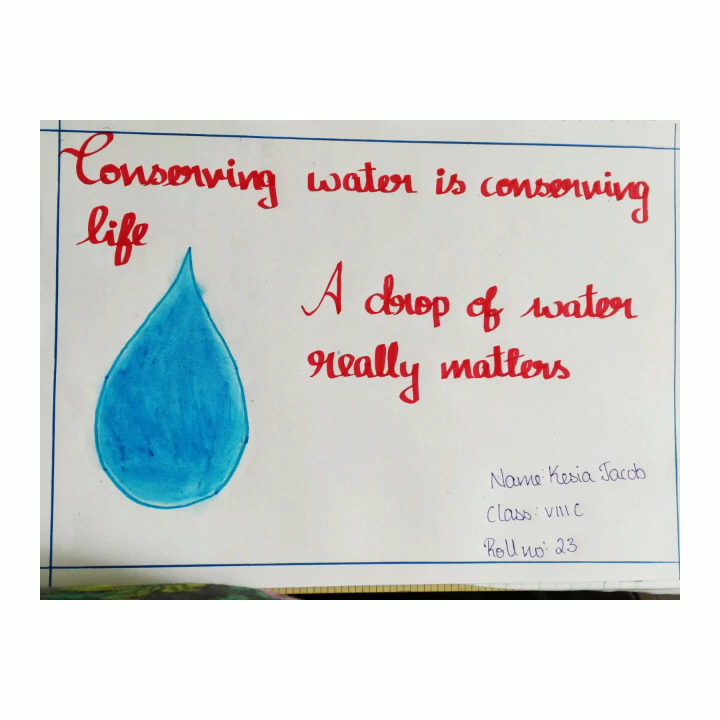 Conserving water is conserving
life
A drop of water
really matters
Name: Kesia Jacob
Class: VIII C
Roll no: 23